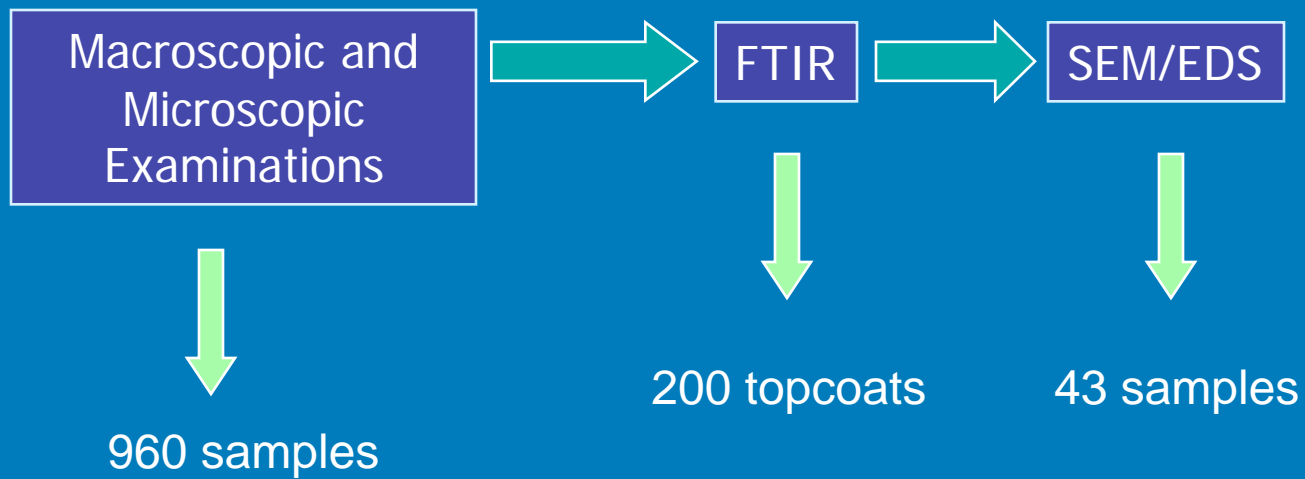 Macroscopic and
Microscopic
Examinations
FTIR
SEM/EDS
960 samples
200 topcoats
43 samples